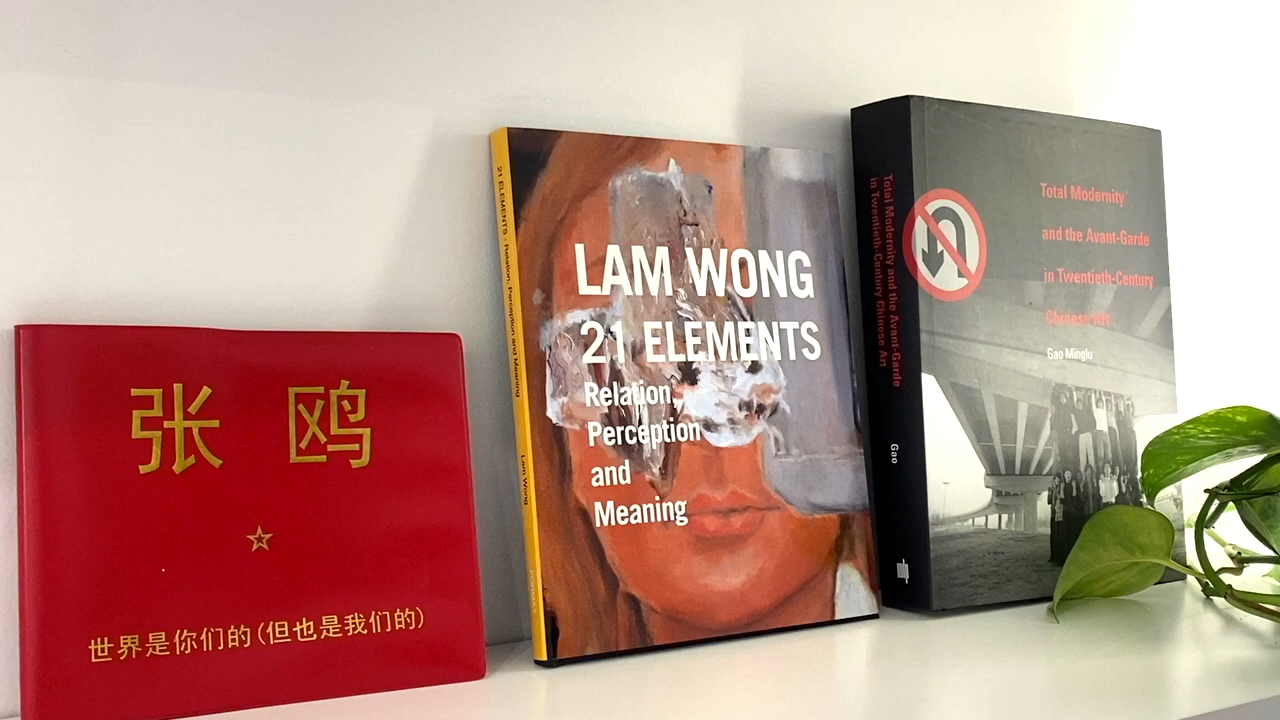 张 鸥
世界是你们的(但也是我们的)
21 ELEMENTS - Relation, Perception and Meaning
Lam Wong
LAM WONG
21 ELEMENTS
Relation,
Perception
and
Meaning
Total Modernity and the Avant-Garde
in Twentieth-Century Chinese Art
Gao
Total Modernity
and the Avant-Garde
in Twentieth-Century
Chinese Art
Gao Minglu